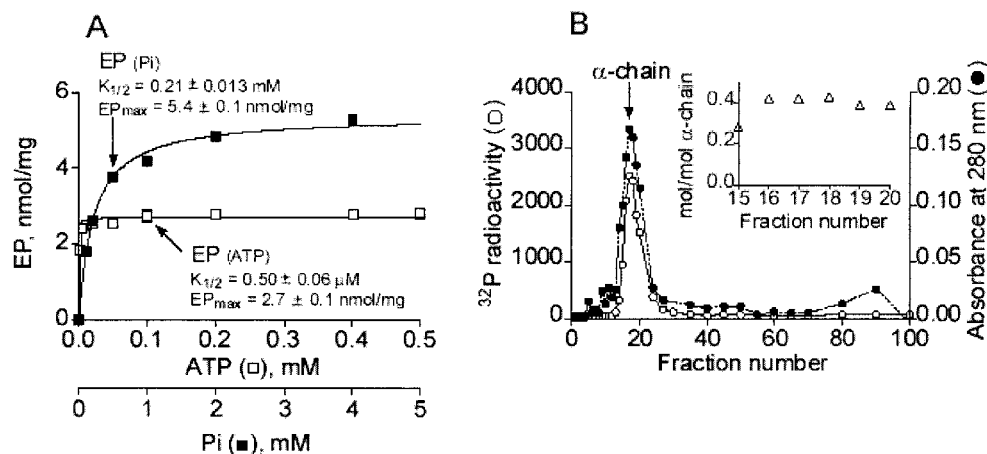 A
EP (Pi)
K1/2 = 0.21 ± 0.013 mM
EPmax = 5.4 ± 0.1 nmol/mg
6
4
2
0
EP, nmol/mg
EP (ATP)
K1/2 = 0.50 ± 0.06 µM
EPmax = 2.7 ± 0.1 nmol/mg
0.0 0.1 0.2 0.3 0.4 0.5
ATP (□), mM
0 1 2 3 4 5
Pi (■), mM
B
α-chain
4000
3000
2000
1000
0
32P radioactivity (○)
0.4
0.2
0.0
mol/mol α-chain
15 16 17 18 19 20
Fraction number
0.20
0.15
0.10
0.05
0.00
Absorbance at 280 nm (●)
0 20 40 60 80 100
Fraction number